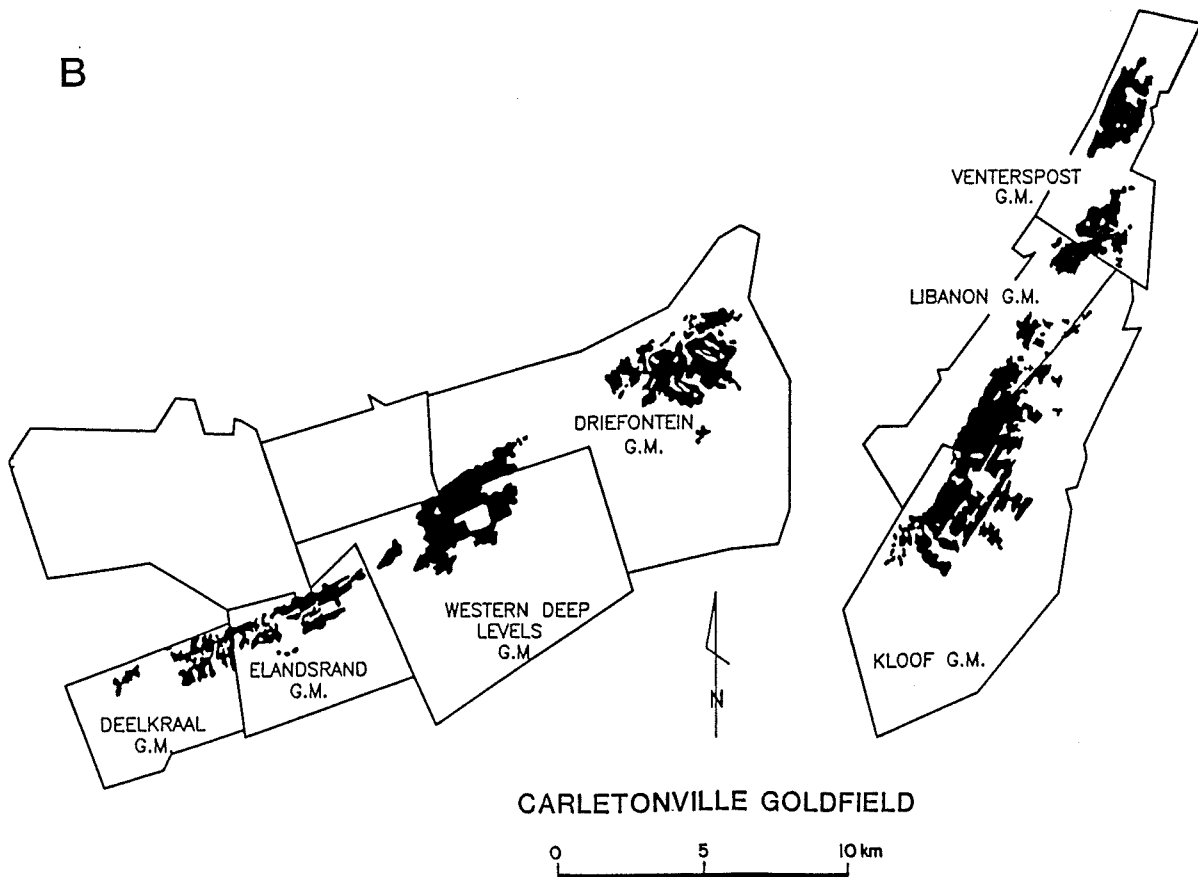 B
VENTERSPOST
G.M.
LIBANON G.M.
DRIEFONTEIN
G.M.
WESTERN DEEP
LEVELS
G.M
ELANDSRAND
G.M.
KLOOF G.M.
DEELKRAAL
G.M.
N
CARLETONVILLE GOLDFIELD
0 5 10 km